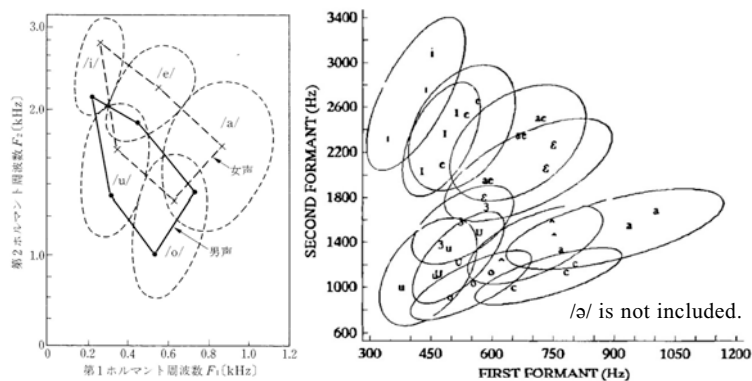 第2ホルマント周波数 F₂〔kHz〕
3.0
2.0
1.0
0
/i/
/e/
/a/
女声
/u/
男声
/o/
0 0.2 0.4 0.6 0.8 1.0 1.2
第1ホルマント周波数 F₁〔kHz〕
SECOND FORMANT (Hz)
3400
3000
2600
2200
1800
1400
1000
600
i
e
I e
ae
I
ae ε
i
e
I
ε
ae
ε
a
a
u
a
u
o
c
o
c
/ə/ is not included.
300 450 600 750 900 1050 1200
FIRST FORMANT (Hz)